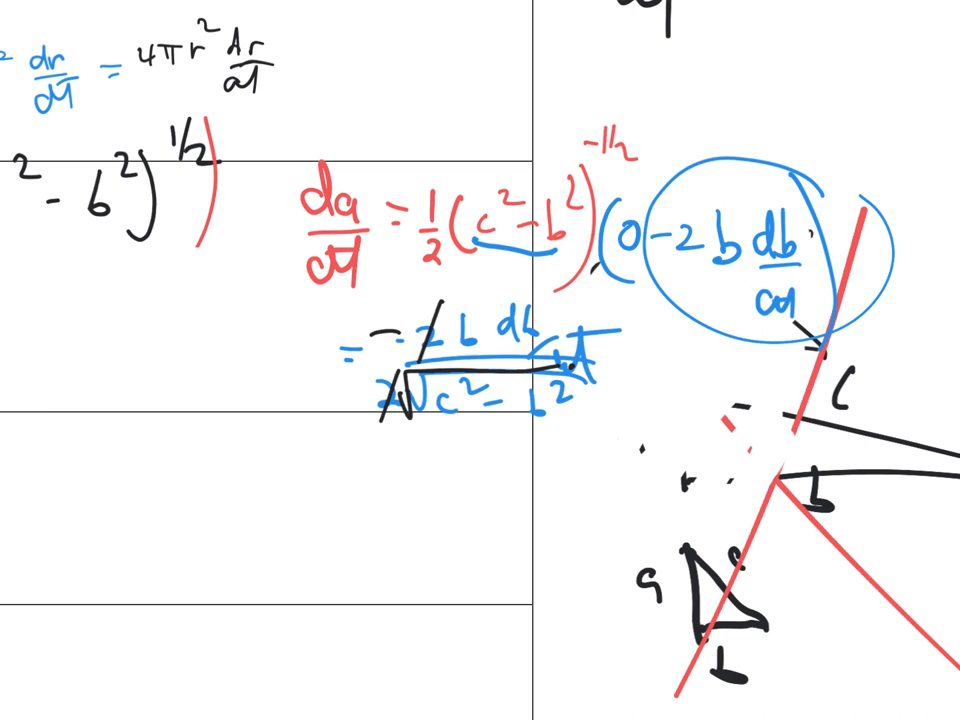 ² dr/dt = 4πr² dr/dt
² - b²)^1/2)
da/dt = 1/2 (c² - b²)^-1/2 (0 - 2b db/dt)
= - 2b db/dt / 2√c² - b²
C
b
a
c
b